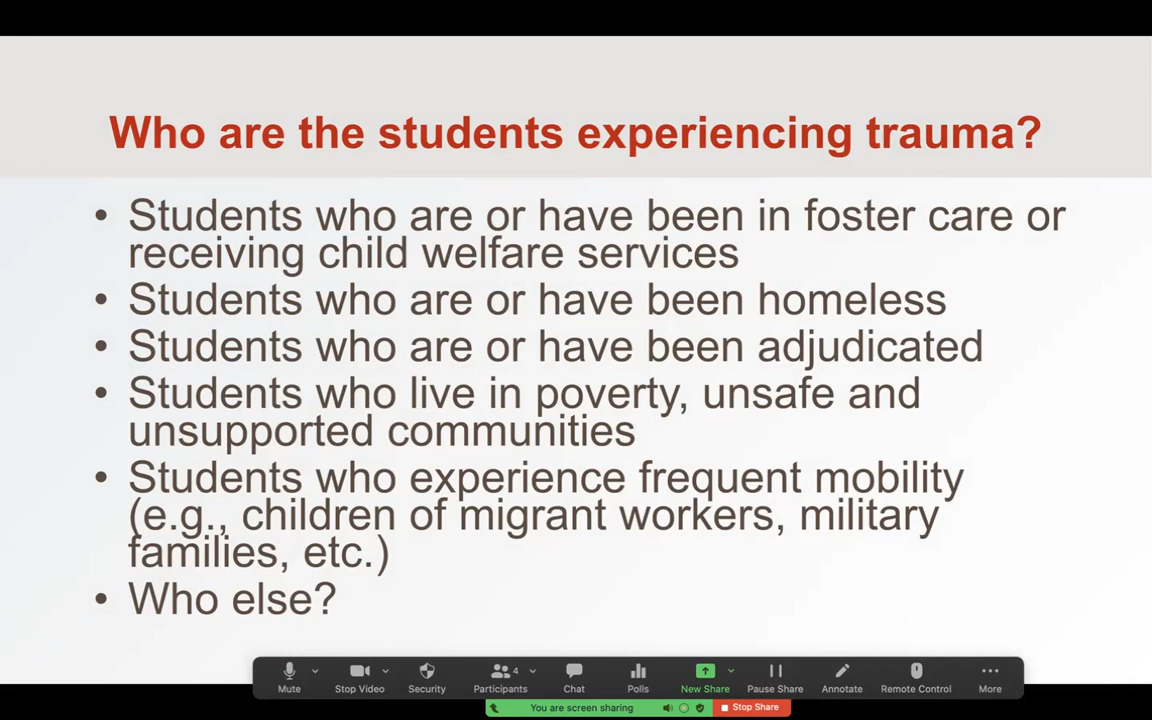 Who are the students experiencing trauma?
• Students who are or have been in foster care or
receiving child welfare services
• Students who are or have been homeless
• Students who are or have been adjudicated
• Students who live in poverty, unsafe and
unsupported communities
• Students who experience frequent mobility
(e.g., children of migrant workers, military
families, etc.)
• Who else?
4
Mute Stop Video Security Participants Chat Polls New Share Pause Share Annotate Remote Control More
You are screen sharing Stop Share